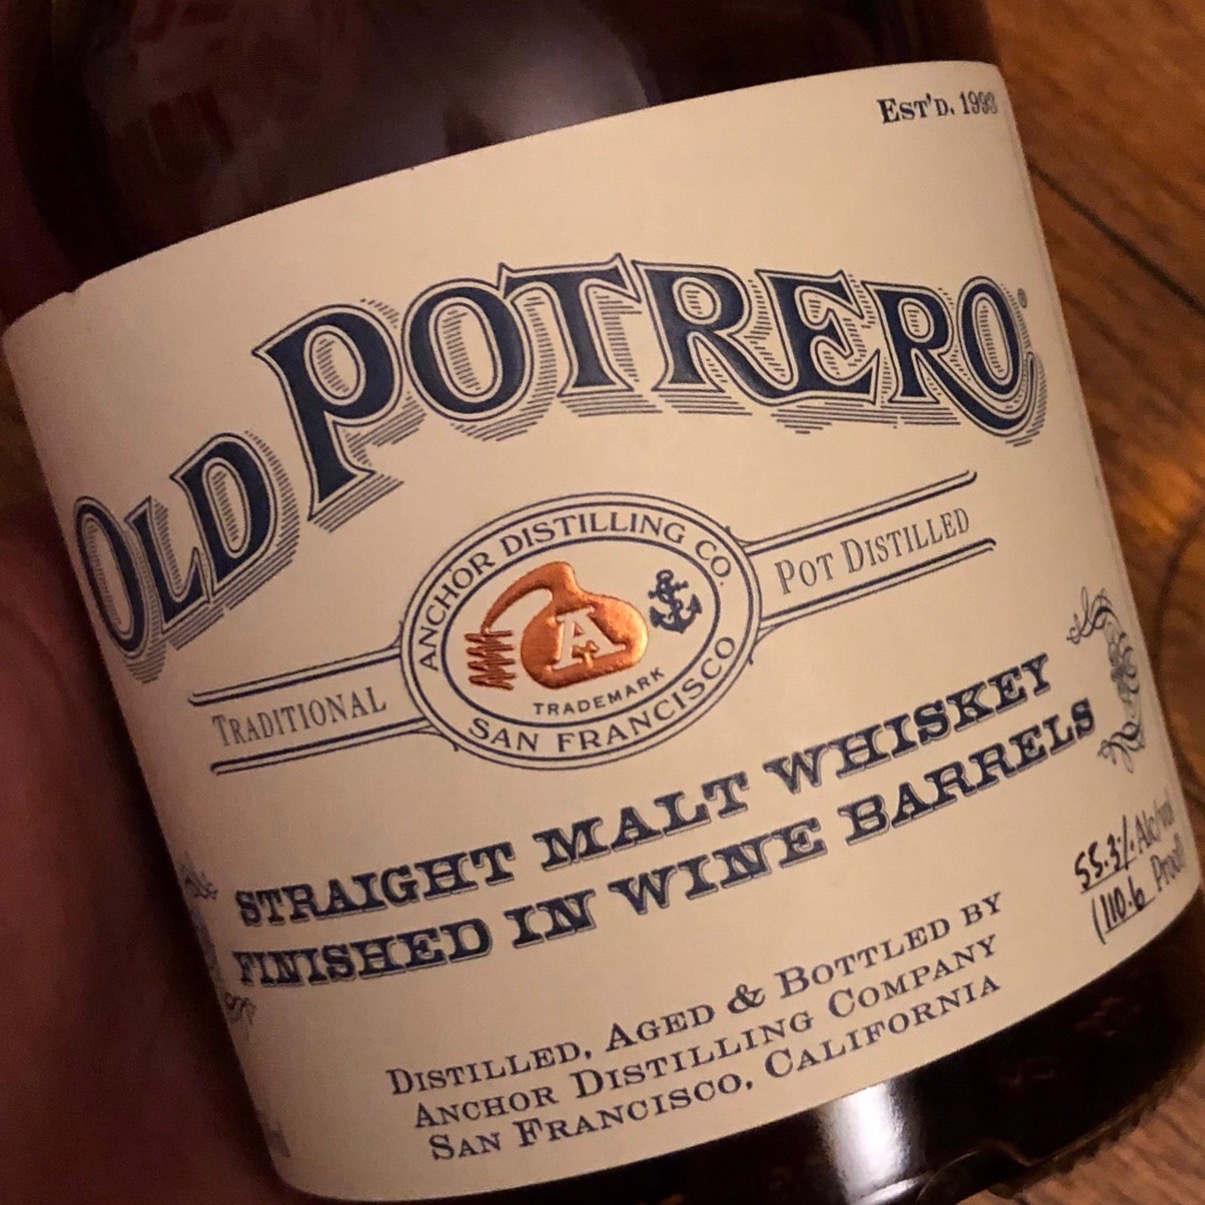 EST'D. 1993
OLD POTRERO®
ANCHOR DISTILLING CO.
A
TRADEMARK
SAN FRANCISCO
TRADITIONAL
POT DISTILLED
STRAIGHT MALT WHISKEY
FINISHED IN WINE BARRELS
55.3% Alc/vol
(110.6 Proof)
DISTILLED, AGED & BOTTLED BY
ANCHOR DISTILLING COMPANY
SAN FRANCISCO, CALIFORNIA